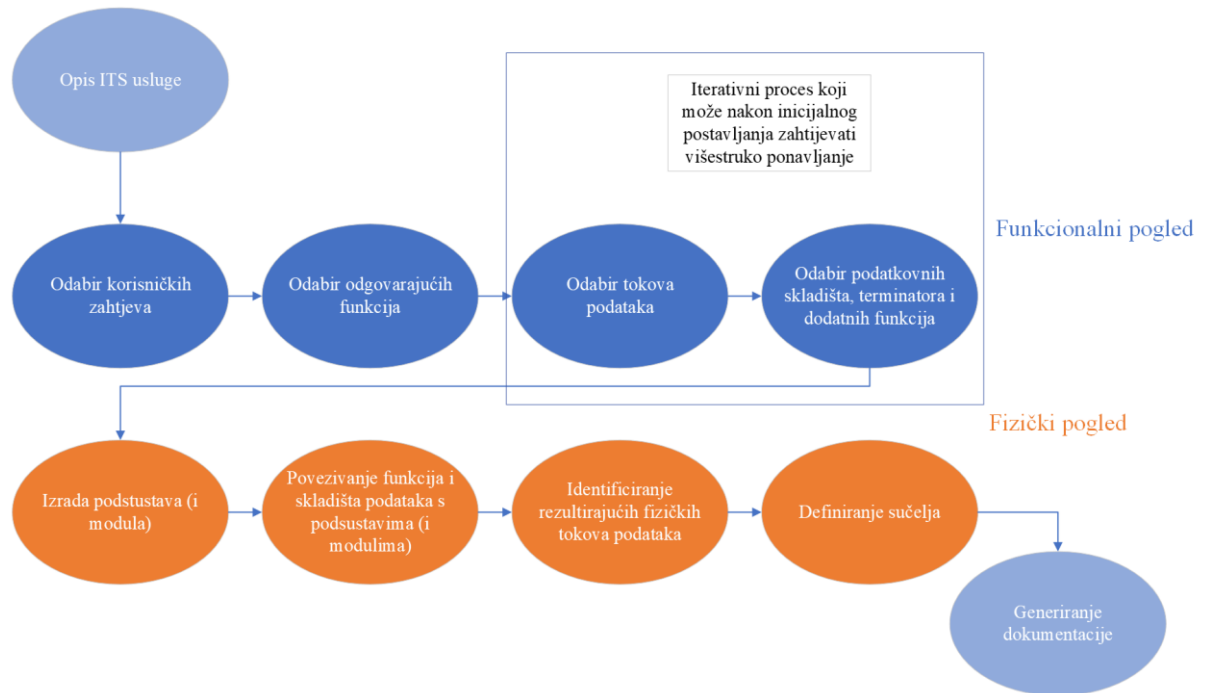 Opis ITS usluge
Iterativni proces koji
može nakon inicijalnog
postavljanja zahtijevati
višestruko ponavljanje
Funkcionalni pogled
Odabir korisničkih
zahtjeva
Odabir odgovarajućih
funkcija
Odabir tokova
podataka
Odabir podatkovnih
skladišta, terminatora i
dodatnih funkcija
Fizički pogled
Izrada podstustava (i
modula)
Povezivanje funkcija i
skladišta podataka s
podsustavima (i
modulima)
Identificiranje
rezultirajućih fizičkih
tokova podataka
Definiranje sučelja
Generiranje
dokumentacije